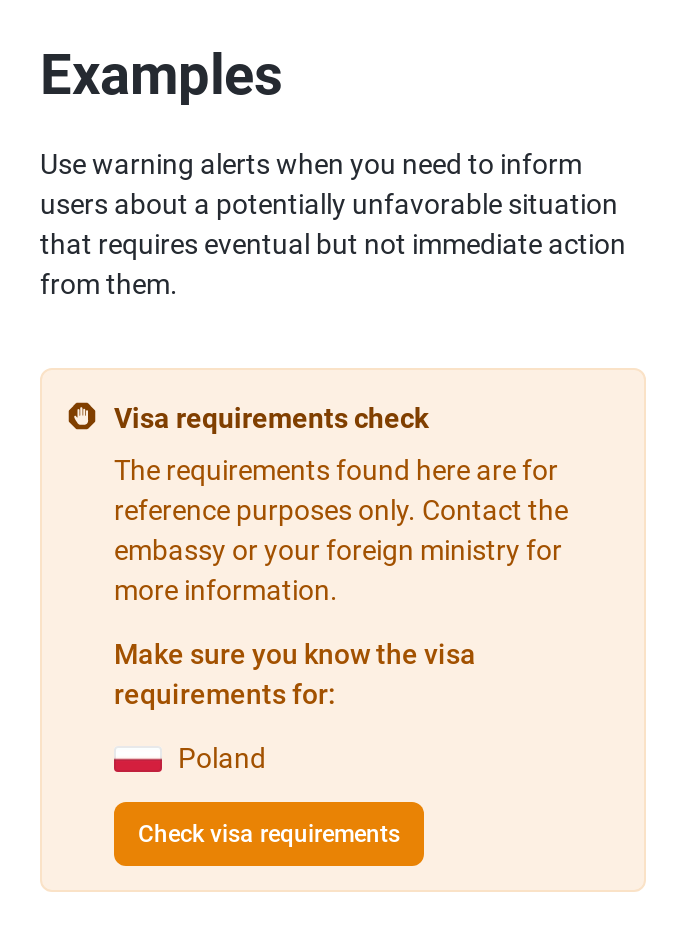 Examples
Use warning alerts when you need to inform
users about a potentially unfavorable situation
that requires eventual but not immediate action
from them.
Visa requirements check
The requirements found here are for
reference purposes only. Contact the
embassy or your foreign ministry for
more information.
Make sure you know the visa
requirements for:
Poland
Check visa requirements